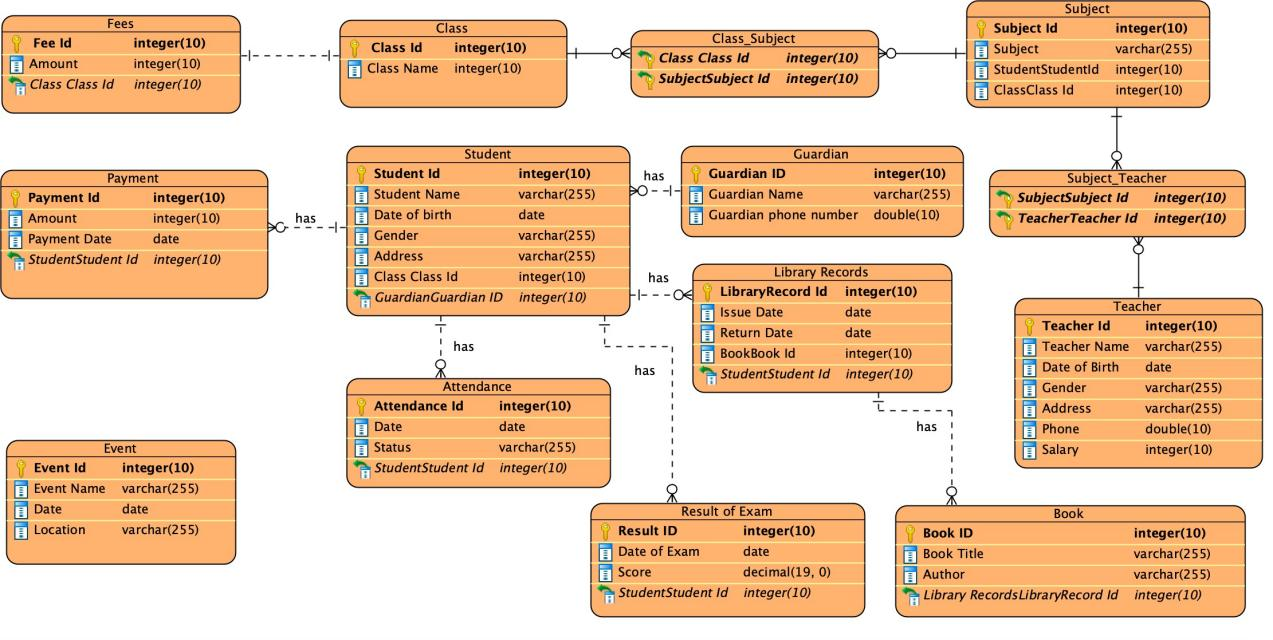 Fees
Fee Id integer(10)
Amount integer(10)
Class Class Id integer(10)
Class
Class Id integer(10)
Class Name integer(10)
Class_Subject
Class Class Id integer(10)
SubjectSubject Id integer(10)
Subject
Subject Id integer(10)
Subject varchar(255)
StudentStudentId integer(10)
ClassClass Id integer(10)
Payment
Payment Id integer(10)
Amount integer(10)
Payment Date date
StudentStudent Id integer(10)
has
Student
Student Id integer(10)
Student Name varchar(255)
Date of birth date
Gender varchar(255)
Address varchar(255)
Class Class Id integer(10)
GuardianGuardian ID integer(10)
has
Guardian
Guardian ID integer(10)
Guardian Name varchar(255)
Guardian phone number double(10)
Subject_Teacher
SubjectSubject Id integer(10)
TeacherTeacher Id integer(10)
has
Library Records
LibraryRecord Id integer(10)
Issue Date date
Return Date date
BookBook Id integer(10)
StudentStudent Id integer(10)
Teacher
Teacher Id integer(10)
Teacher Name varchar(255)
Date of Birth date
Gender varchar(255)
Address varchar(255)
Phone double(10)
Salary integer(10)
has
has
has
Attendance
Attendance Id integer(10)
Date date
Status varchar(255)
StudentStudent Id integer(10)
Event
Event Id integer(10)
Event Name varchar(255)
Date date
Location varchar(255)
Result of Exam
Result ID integer(10)
Date of Exam date
Score decimal(19, 0)
StudentStudent Id integer(10)
Book
Book ID integer(10)
Book Title varchar(255)
Author varchar(255)
Library RecordsLibraryRecord Id integer(10)